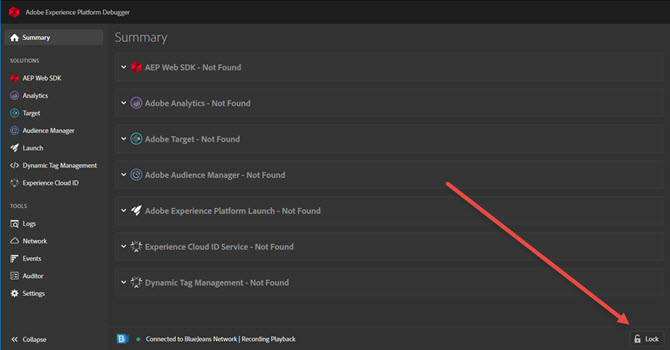 Adobe Experience Platform Debugger
Summary
SOLUTIONS
AEP Web SDK
Analytics
Target
Audience Manager
Launch
Dynamic Tag Management
Experience Cloud ID
TOOLS
Logs
Network
Events
Auditor
Settings
Collapse
Summary
AEP Web SDK - Not Found
Adobe Analytics - Not Found
Adobe Target - Not Found
Adobe Audience Manager - Not Found
Adobe Experience Platform Launch - Not Found
Experience Cloud ID Service - Not Found
Dynamic Tag Management - Not Found
Connected to BlueJeans Network | Recording Playback
Lock